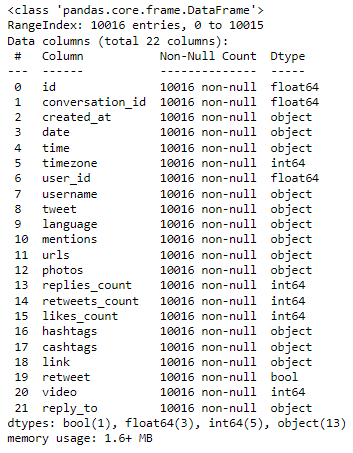 <class 'pandas.core.frame.DataFrame'>
RangeIndex: 10016 entries, 0 to 10015
Data columns (total 22 columns):
 #   Column           Non-Null Count  Dtype
---  ------           --------------  -----
 0   id               10016 non-null  float64
 1   conversation_id  10016 non-null  float64
 2   created_at       10016 non-null  object
 3   date             10016 non-null  object
 4   time             10016 non-null  object
 5   timezone         10016 non-null  int64
 6   user_id          10016 non-null  float64
 7   username         10016 non-null  object
 8   tweet            10016 non-null  object
 9   language         10016 non-null  object
 10  mentions         10016 non-null  object
 11  urls             10016 non-null  object
 12  photos           10016 non-null  object
 13  replies_count    10016 non-null  int64
 14  retweets_count   10016 non-null  int64
 15  likes_count      10016 non-null  int64
 16  hashtags         10016 non-null  object
 17  cashtags         10016 non-null  object
 18  link             10016 non-null  object
 19  retweet          10016 non-null  bool
 20  video            10016 non-null  int64
 21  reply_to         10016 non-null  object
dtypes: bool(1), float64(3), int64(5), object(13)
memory usage: 1.6+ MB